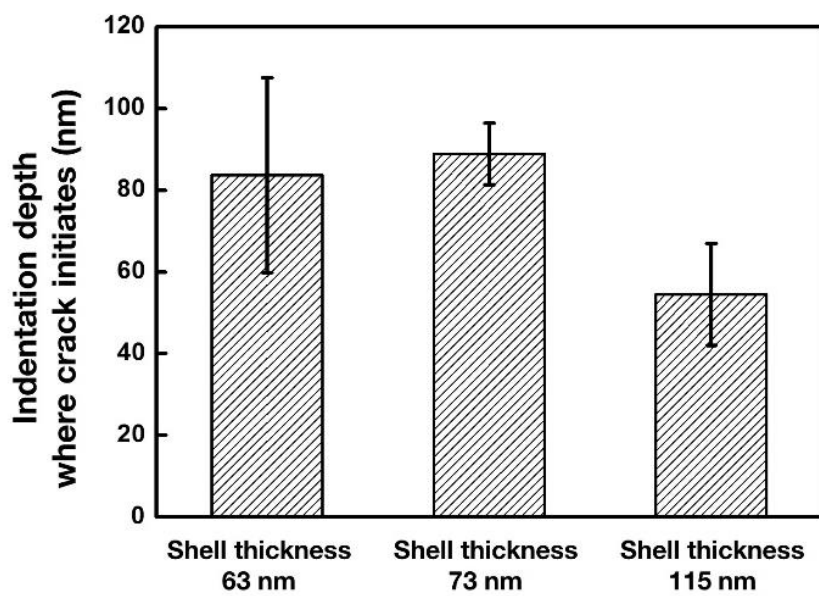 Indentation depth
where crack initiates (nm)
120
100
80
60
40
20
0
Shell thickness
63 nm
Shell thickness
73 nm
Shell thickness
115 nm